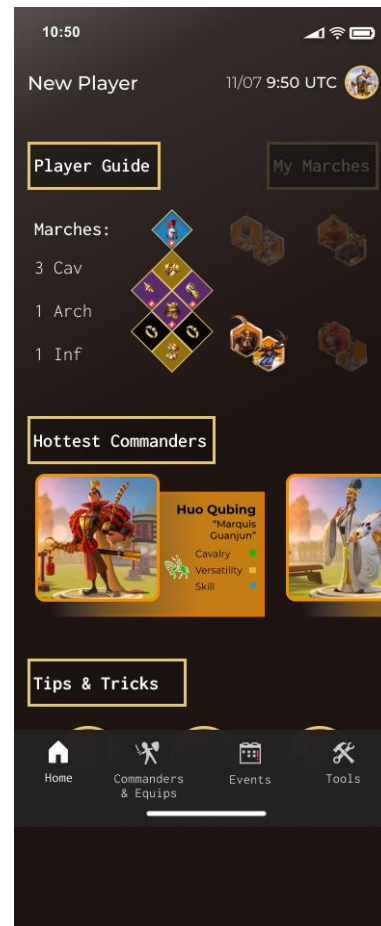 10:50
New Player
11/07 9:50 UTC
Player Guide
My Marches
Marches:
3 Cav
1 Arch
1 Inf
Hottest Commanders
Huo Qubing
“Marquis
Guanjun”
Cavalry
Versatility
Skill
Tips & Tricks
Home
Commanders
& Equips
Events
Tools